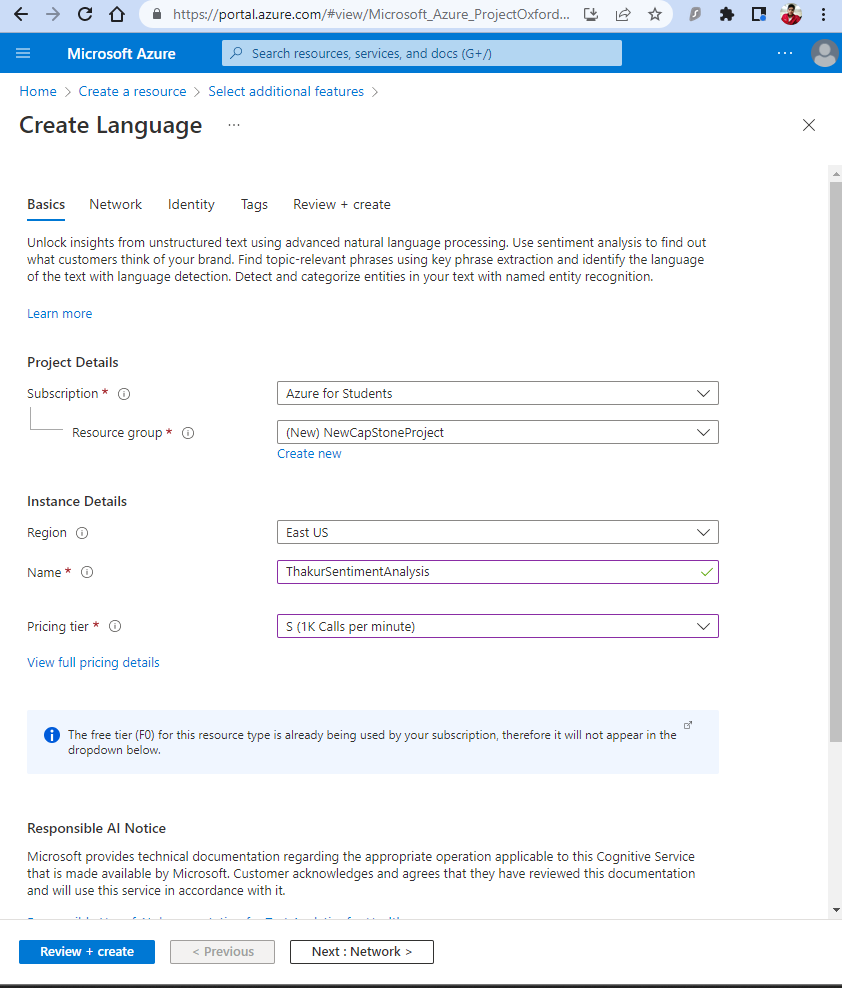 https://portal.azure.com/#view/Microsoft_Azure_ProjectOxford...
Microsoft Azure
Search resources, services, and docs (G+/)
Home > Create a resource > Select additional features >
Create Language ...
Basics Network Identity Tags Review + create
Unlock insights from unstructured text using advanced natural language processing. Use sentiment analysis to find out
what customers think of your brand. Find topic-relevant phrases using key phrase extraction and identify the language
of the text with language detection. Detect and categorize entities in your text with named entity recognition.
Learn more
Project Details
Subscription * Azure for Students
Resource group * (New) NewCapStoneProject
Create new
Instance Details
Region East US
Name * ThakurSentimentAnalysis
Pricing tier * S (1K Calls per minute)
View full pricing details
The free tier (F0) for this resource type is already being used by your subscription, therefore it will not appear in the
dropdown below.
Responsible AI Notice
Microsoft provides technical documentation regarding the appropriate operation applicable to this Cognitive Service
that is made available by Microsoft. Customer acknowledges and agrees that they have reviewed this documentation
and will use this service in accordance with it.
Review + create < Previous Next : Network >